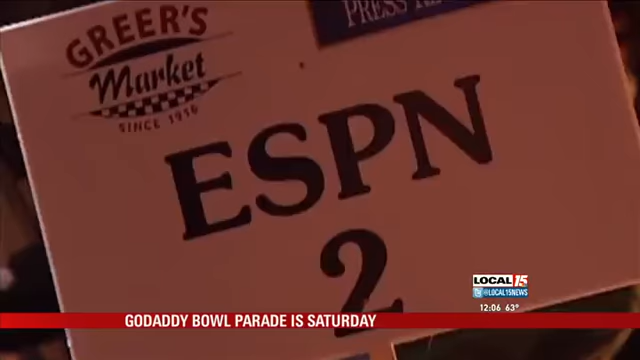 GREER'S
Market
SINCE 1916
PRESS
ESPN
2
LOCAL 15
@LOCAL15NEWS
12:06 63°
GODADDY BOWL PARADE IS SATURDAY